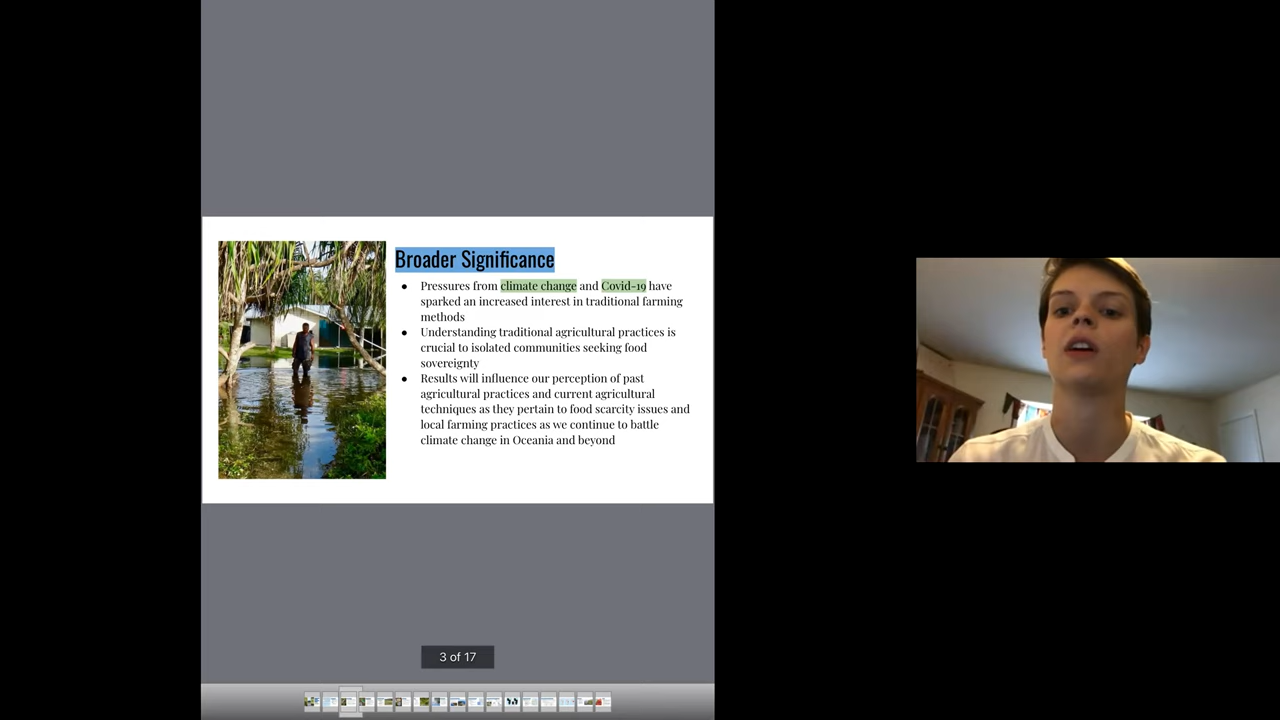 Broader Significance
● Pressures from climate change and Covid-19 have
sparked an increased interest in traditional farming
methods
● Understanding traditional agricultural practices is
crucial to isolated communities seeking food
sovereignty
● Results will influence our perception of past
agricultural practices and current agricultural
techniques as they pertain to food scarcity issues and
local farming practices as we continue to battle
climate change in Oceania and beyond
3 of 17